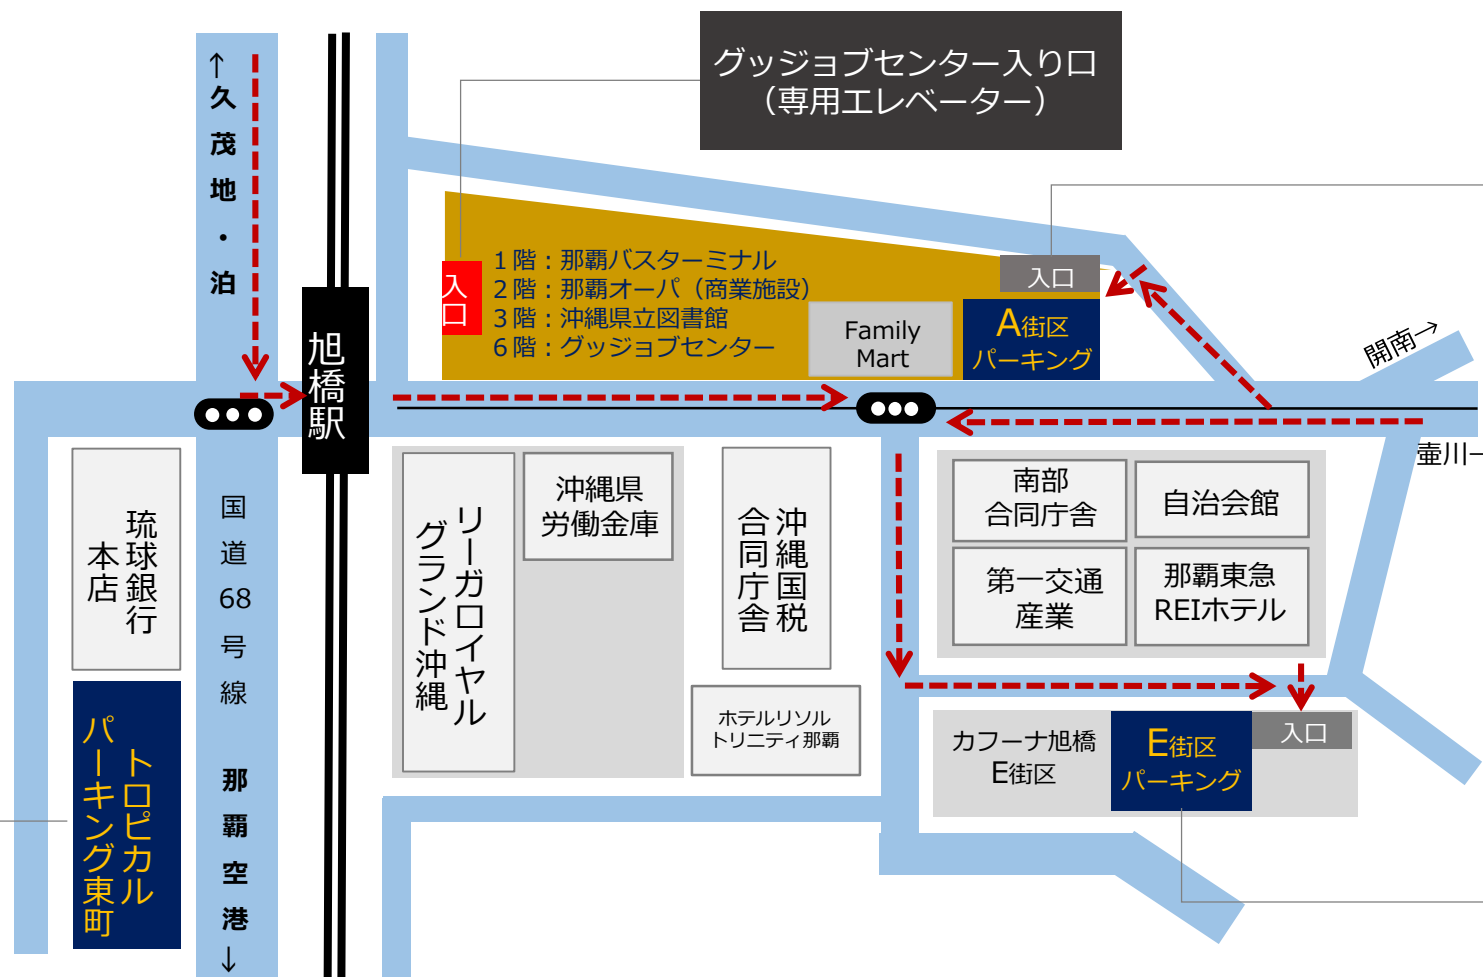 グッジョブセンター入り口
（専用エレベーター）
↑久茂地・泊
入口
1階：那覇バスターミナル
2階：那覇オーパ（商業施設）
3階：沖縄県立図書館
6階：グッジョブセンター
入口
Family
Mart
A街区
パーキング
開南→
旭橋駅
壷川
琉球銀行
本店
国道68号線
那覇空港↓
トロピカル
パーキング東町
リーガロイヤル
グランド沖縄
沖縄県
労働金庫
沖縄国税
合同庁舎
ホテルリソル
トリニティ那覇
南部
合同庁舎
自治会館
第一交通
産業
那覇東急
REIホテル
カフーナ旭橋
E街区
E街区
パーキング
入口